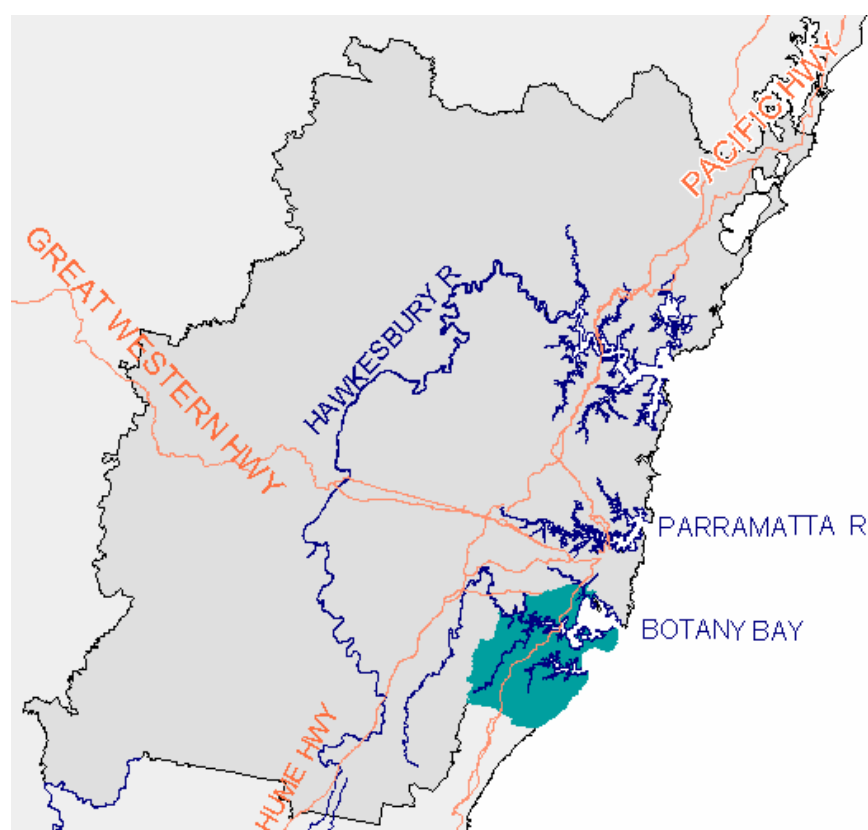 PACIFIC HWY
GREAT WESTERN HWY
HAWKESBURY R
PARRAMATTA R
BOTANY BAY
HUME HWY